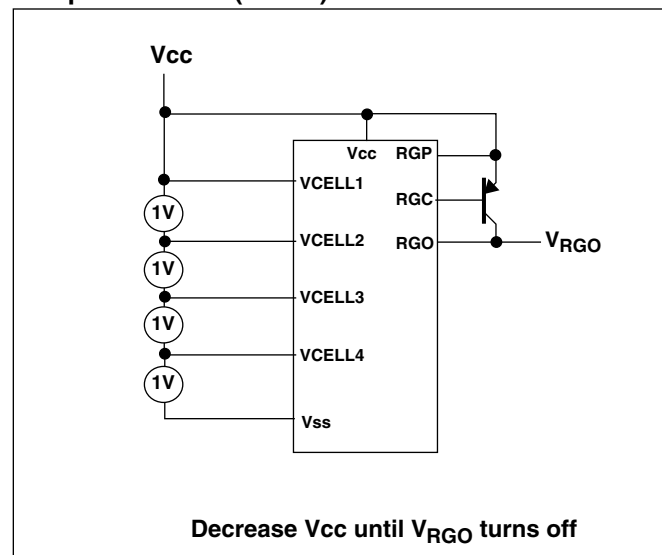 Vcc
Vcc RGP
VCELL1
RGC
1V
VCELL2
RGO
VRGO
1V
VCELL3
1V
VCELL4
1V
Vss
Decrease Vcc until VRGO turns off